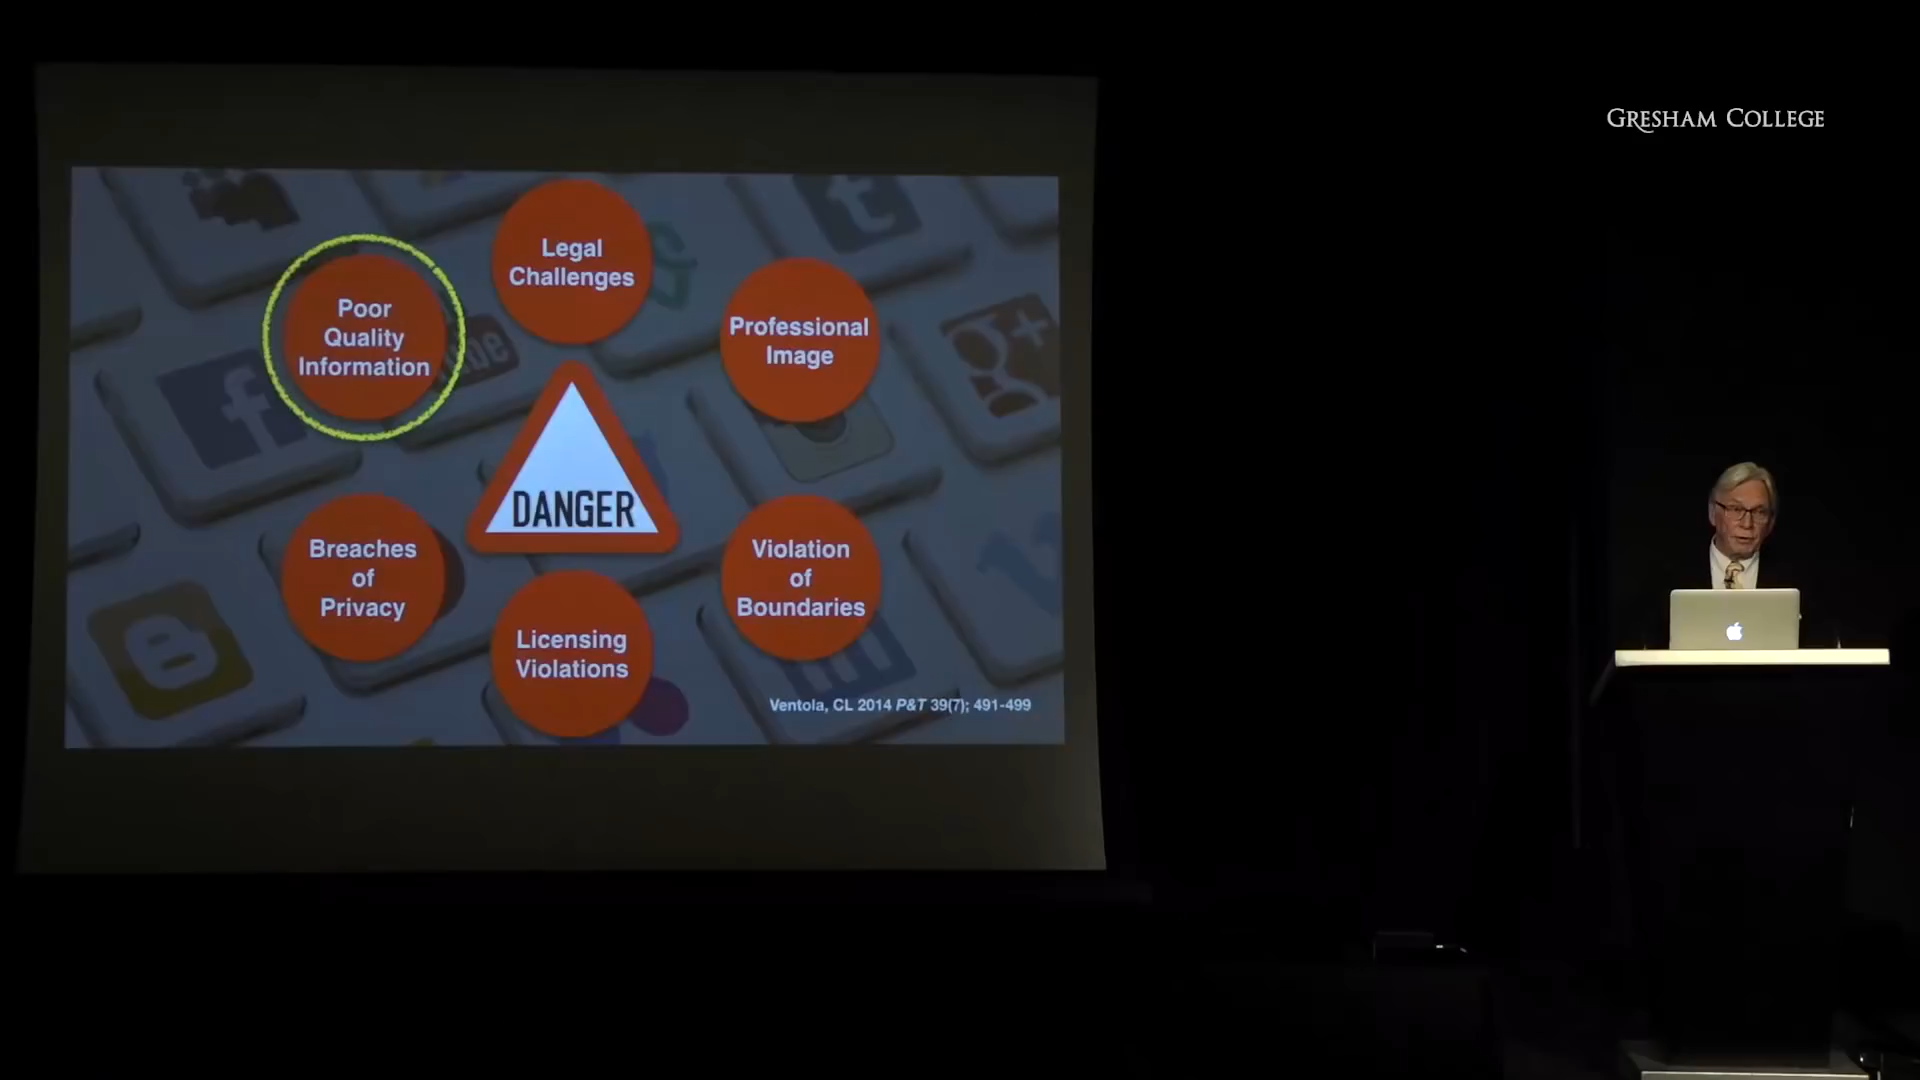 GRESHAM COLLEGE
Legal
Challenges
Poor
Quality
Information
Professional
Image
DANGER
Breaches
of
Privacy
Violation
of
Boundaries
Licensing
Violations
Ventola, CL 2014 P&T 39(7); 491-499